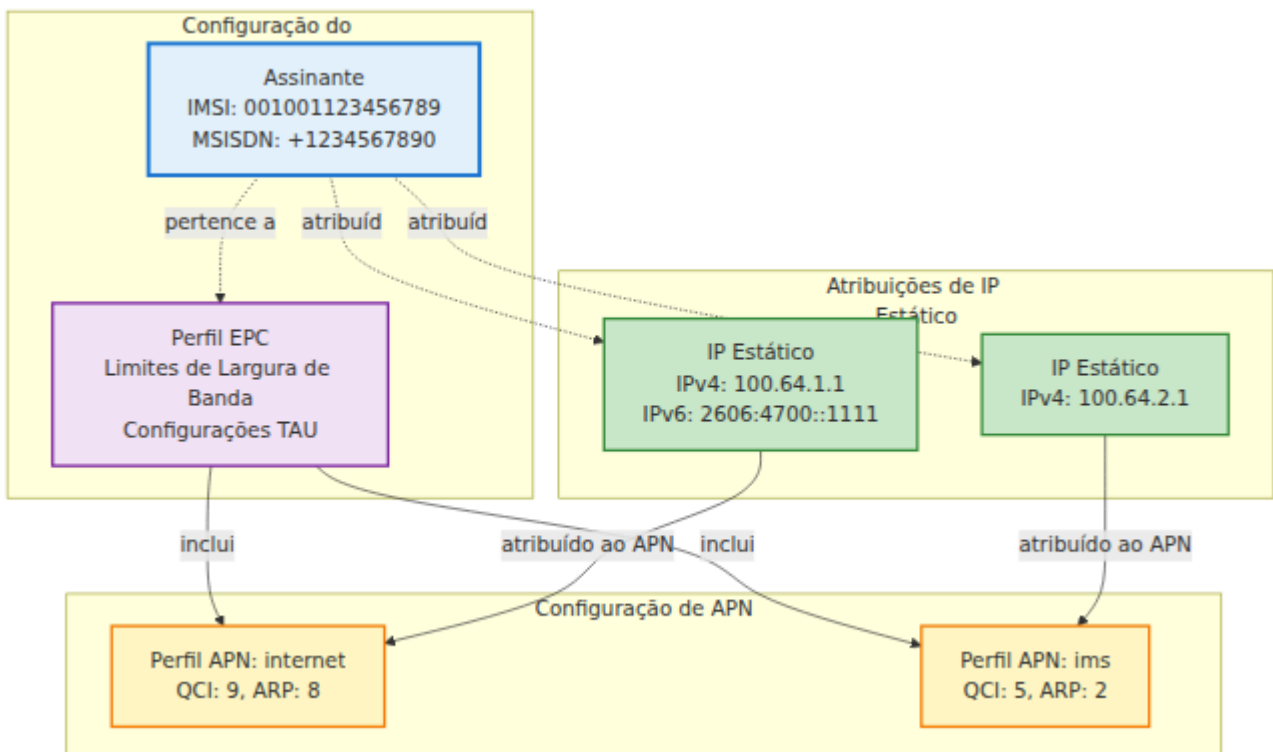 Configuração do
Assinante
IMSI: 001001123456789
MSISDN: +1234567890
pertence a
atribuíd
atribuíd
Atribuições de IP
Estático
Perfil EPC
Limites de Largura de
Banda
Configurações TAU
IP Estático
IPv4: 100.64.1.1
IPv6: 2606:4700::1111
IP Estático
IPv4: 100.64.2.1
inclui
atribuído ao APN
inclui
atribuído ao APN
Configuração de APN
Perfil APN: internet
QCI: 9, ARP: 8
Perfil APN: ims
QCI: 5, ARP: 2